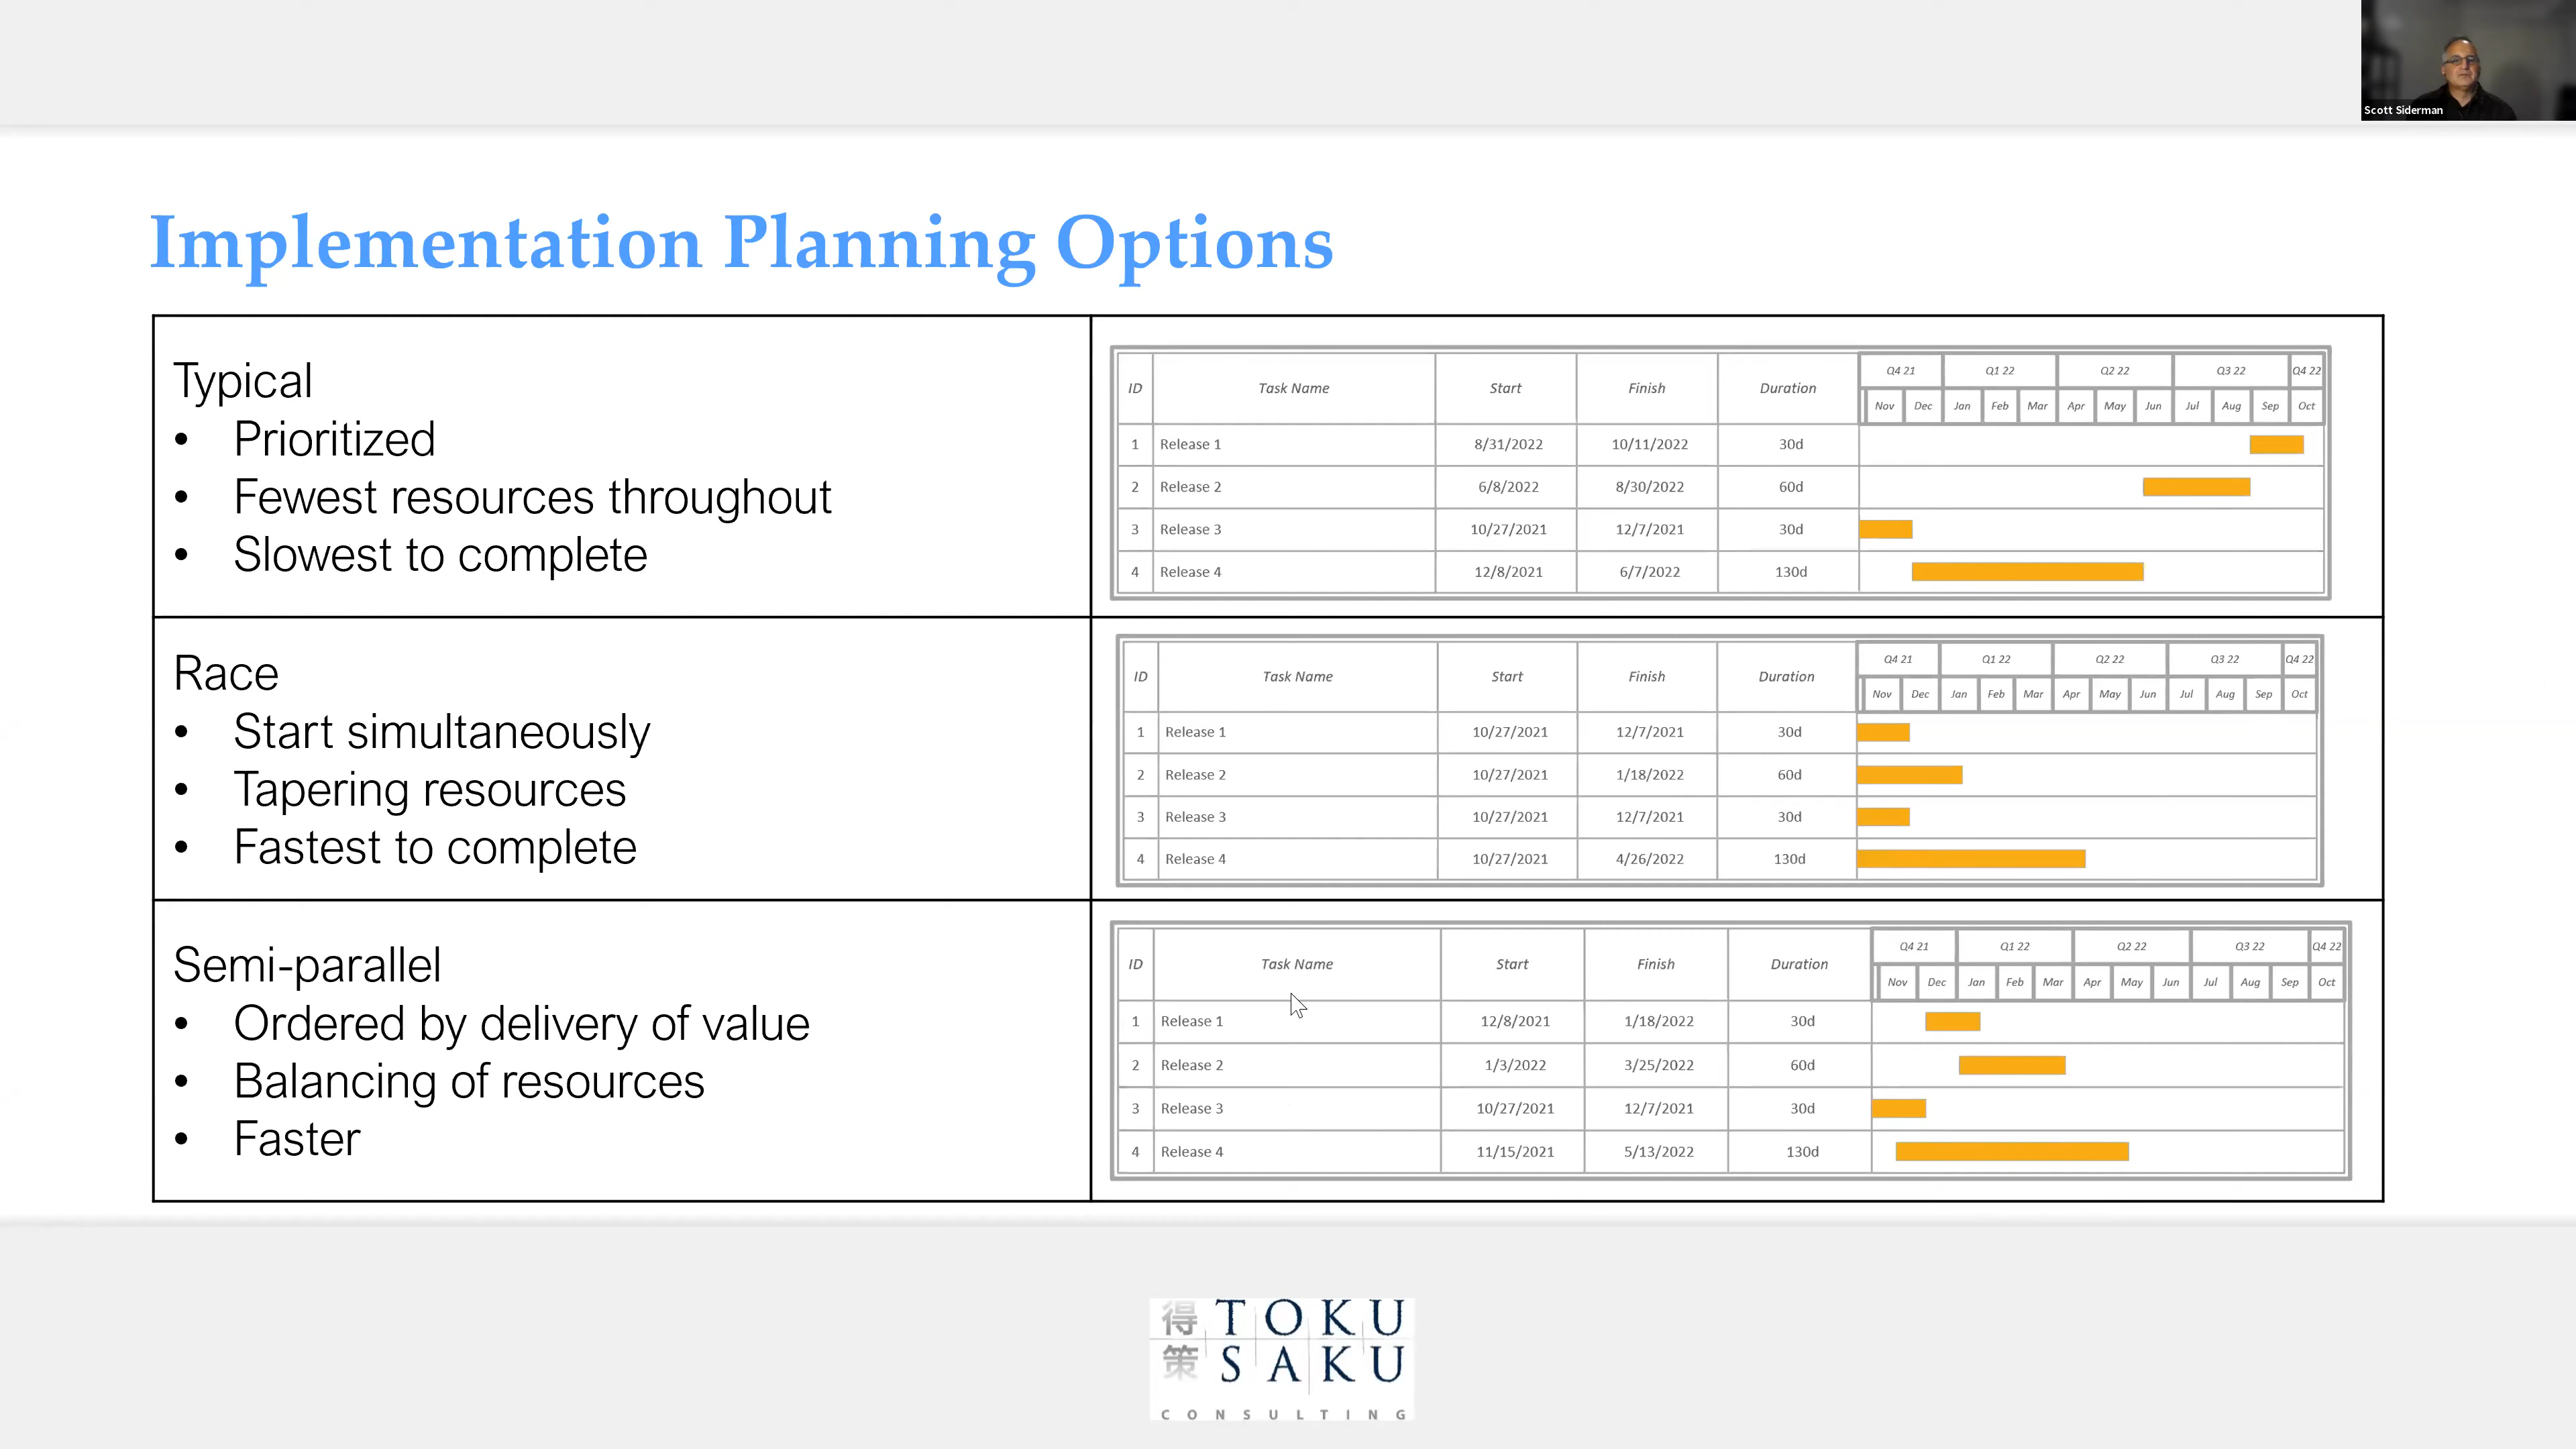 Scott Siderman
Implementation Planning Options
Typical
• Prioritized
• Fewest resources throughout
• Slowest to complete
ID Task Name Start Finish Duration Q4 21 Q1 22 Q2 22 Q3 22 Q4 22
Nov Dec Jan Feb Mar Apr May Jun Jul Aug Sep Oct
1 Release 1 8/31/2022 10/11/2022 30d
2 Release 2 6/8/2022 8/30/2022 60d
3 Release 3 10/27/2021 12/7/2021 30d
4 Release 4 12/8/2021 6/7/2022 130d
Race
• Start simultaneously
• Tapering resources
• Fastest to complete
ID Task Name Start Finish Duration Q4 21 Q1 22 Q2 22 Q3 22 Q4 22
Nov Dec Jan Feb Mar Apr May Jun Jul Aug Sep Oct
1 Release 1 10/27/2021 12/7/2021 30d
2 Release 2 10/27/2021 1/18/2022 60d
3 Release 3 10/27/2021 12/7/2021 30d
4 Release 4 10/27/2021 4/26/2022 130d
Semi-parallel
• Ordered by delivery of value
• Balancing of resources
• Faster
ID Task Name Start Finish Duration Q4 21 Q1 22 Q2 22 Q3 22 Q4 22
Nov Dec Jan Feb Mar Apr May Jun Jul Aug Sep Oct
1 Release 1 12/8/2021 1/18/2022 30d
2 Release 2 1/3/2022 3/25/2022 60d
3 Release 3 10/27/2021 12/7/2021 30d
4 Release 4 11/15/2021 5/13/2022 130d
得 TOKU
策 SAKU
CONSULTING